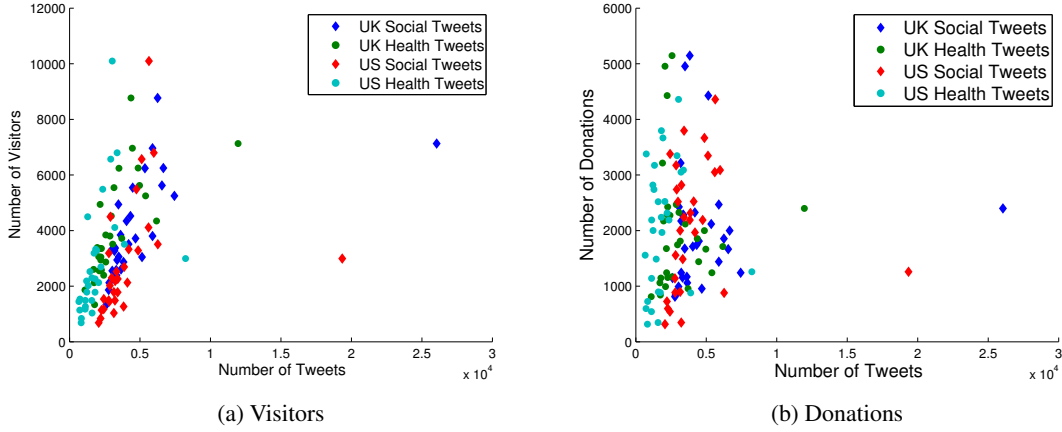 12000
10000
8000
6000
4000
2000
0
Number of Visitors
0 0.5 1 1.5 2 2.5 3
x 10^4
Number of Tweets
UK Social Tweets
UK Health Tweets
US Social Tweets
US Health Tweets
(a) Visitors
6000
5000
4000
3000
2000
1000
0
Number of Donations
0 0.5 1 1.5 2 2.5 3
x 10^4
Number of Tweets
UK Social Tweets
UK Health Tweets
US Social Tweets
US Health Tweets
(b) Donations